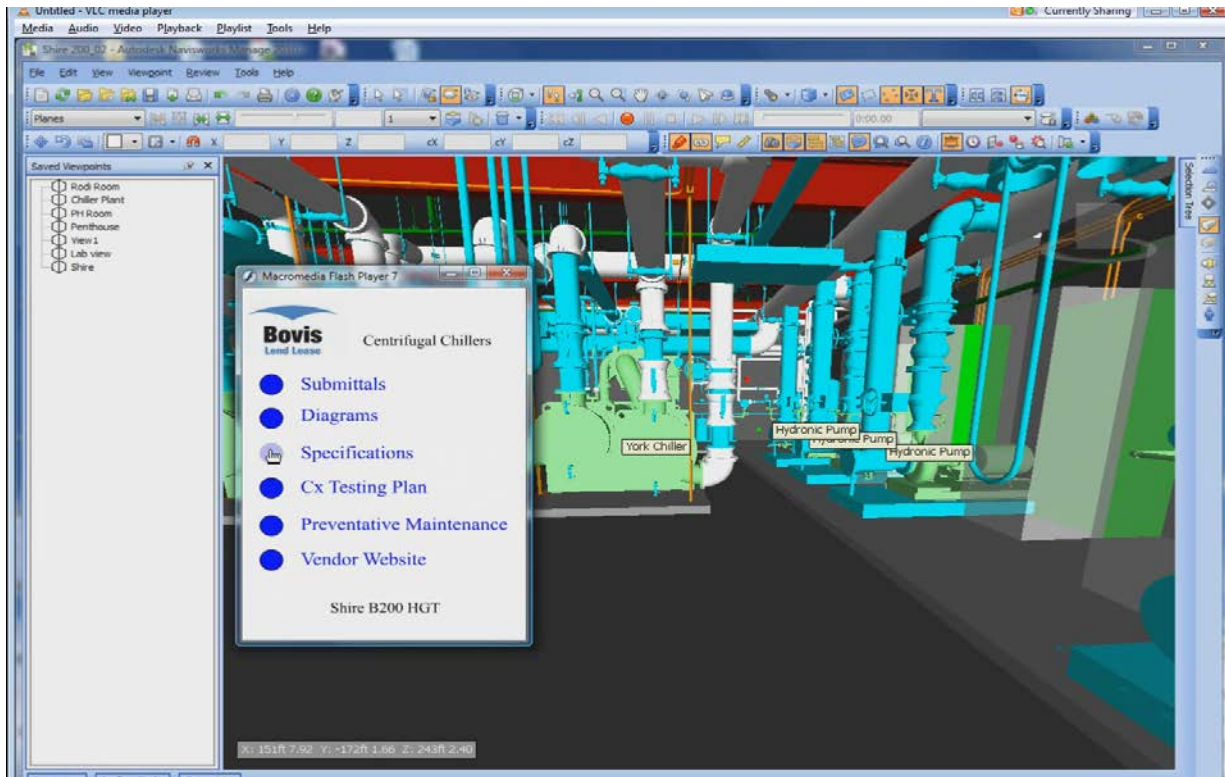 Untitled - VLC media player
Currently Sharing
Media Audio Video Playback Playlist Tools Help
Shire 200_02 - Autodesk Navisworks Manage
File Edit View Viewpoint Review Tools Help
Planes
1
0:00.00
X Y Z cX cY cZ
Saved Viewpoints
Rodi Room
Chiller Plant
PH Room
Penthouse
View1
Lab view
Shire
Selection Tree
Macromedia Flash Player 7
Bovis
Lend Lease
Centrifugal Chillers
Submittals
Diagrams
Specifications
Cx Testing Plan
Preventative Maintenance
Vendor Website
Shire B200 HGT
York Chiller
Hydronic Pump
Hydronic Pump
Hydronic Pump
X: 151ft 7.92 Y: -172ft 1.66 Z: 243ft 2.40